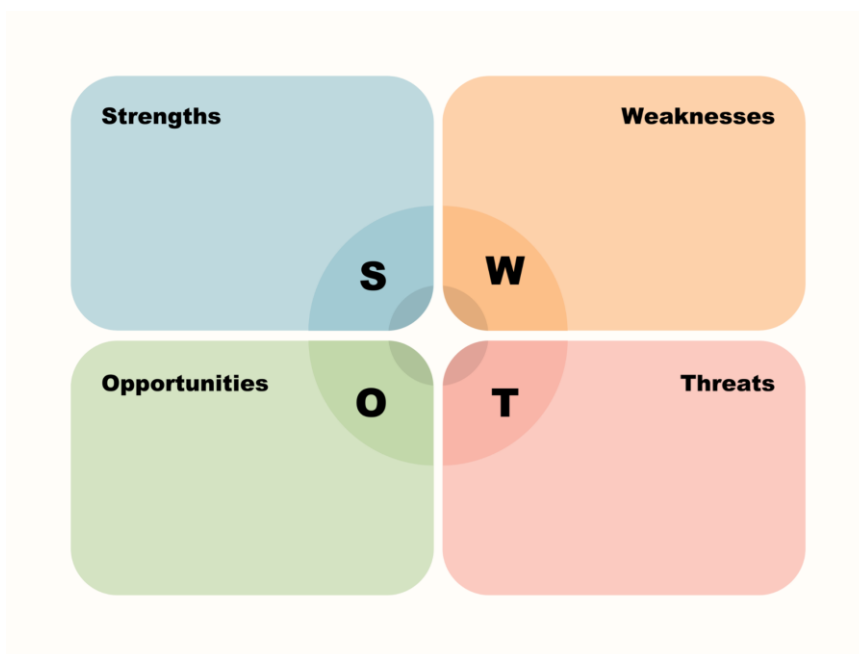 Strengths
Weaknesses
S
W
Opportunities
Threats
O
T